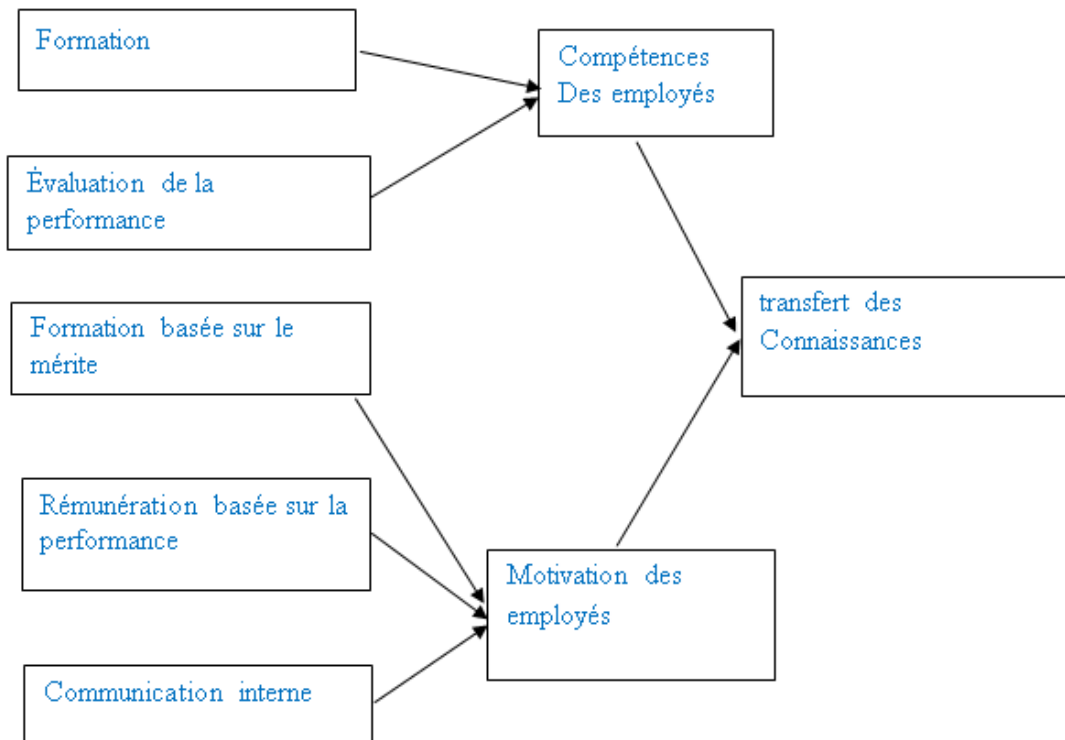 Formation
Compétences
Des employés
Évaluation de la
performance
transfert des
Connaissances
Formation basée sur le
mérite
Rémunération basée sur la
performance
Motivation des
employés
Communication interne